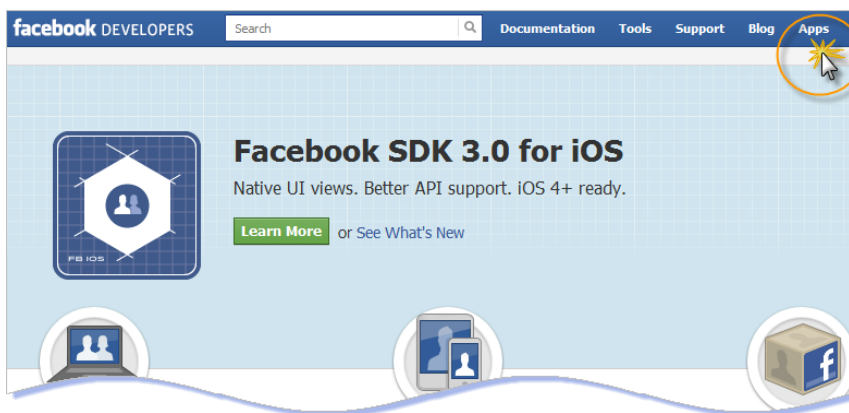 facebook DEVELOPERS Search Documentation Tools Support Blog Apps
Facebook SDK 3.0 for iOS
Native UI views. Better API support. iOS 4+ ready.
Learn More or See What's New
FB IOS
f